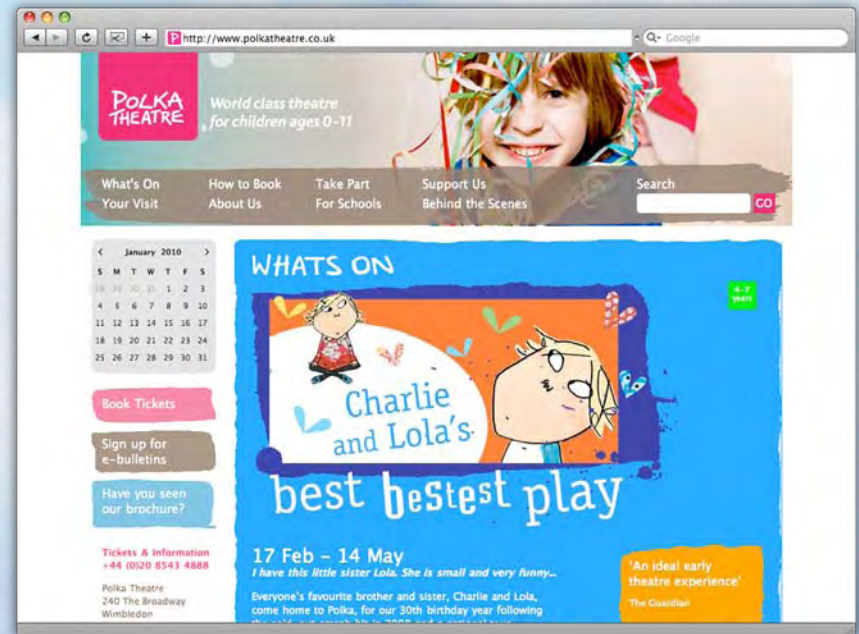 http://www.polkatheatre.co.uk
Google
POLKA
THEATRE
World class theatre
for children ages 0-11
What's On
How to Book
Take Part
Support Us
Search
Your Visit
About Us
For Schools
Behind the Scenes
GO
< January 2010 >
S M T W T F S
28 29 30 31 1 2 3
4 5 6 7 8 9 10
11 12 13 14 15 16 17
18 19 20 21 22 23 24
25 26 27 28 29 30 31
Book Tickets
Sign up for
e-bulletins
Have you seen
our brochure?
Tickets & Information
+44 (0)20 8543 4888
Polka Theatre
240 The Broadway
Wimbledon
WHATS ON
4-7
years
Charlie
and Lola's
best bestest play
17 Feb – 14 May
I have this little sister Lola. She is small and very funny...
Everyone's favourite brother and sister, Charlie and Lola,
come home to Polka, for our 30th birthday year following
'An ideal early
theatre experience'
The Guardian